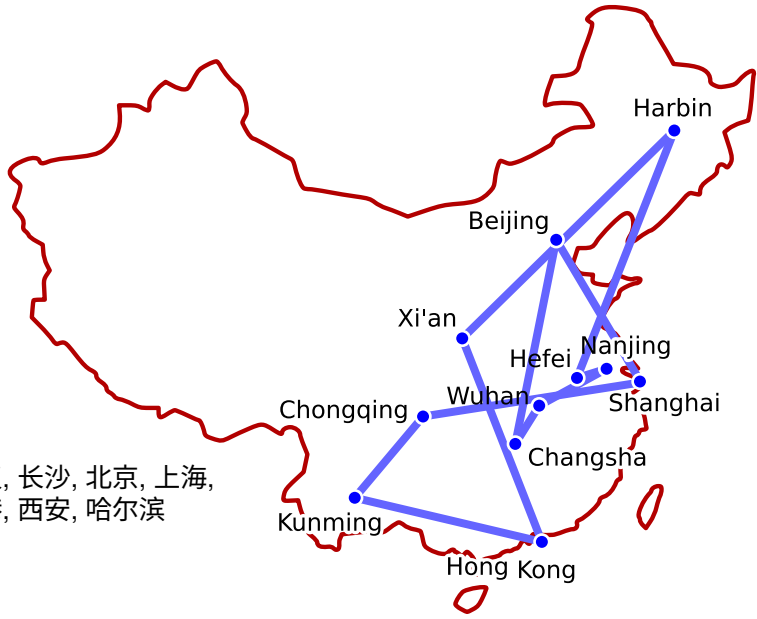 Harbin
Beijing
Xi'an
Hefei
Nanjing
Wuhan
Shanghai
Chongqing
Changsha
, 长沙, 北京, 上海,
, 西安, 哈尔滨
Kunming
Hong Kong